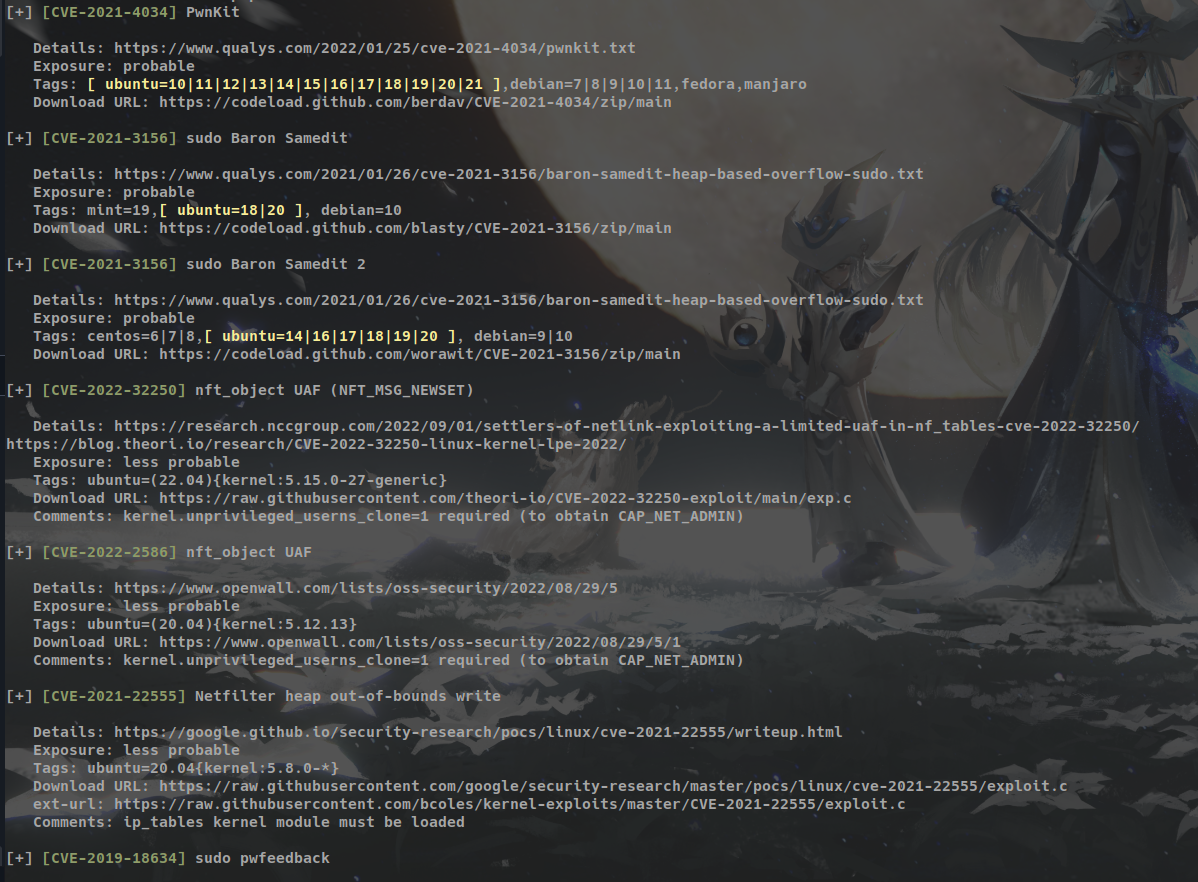 [+] [CVE-2021-4034] PwnKit
Details: https://www.qualys.com/2022/01/25/cve-2021-4034/pwnkit.txt
Exposure: probable
Tags: [ ubuntu=10|11|12|13|14|15|16|17|18|19|20|21 ],debian=7|8|9|10|11,fedora,manjaro
Download URL: https://codeload.github.com/berdav/CVE-2021-4034/zip/main
[+] [CVE-2021-3156] sudo Baron Samedit
Details: https://www.qualys.com/2021/01/26/cve-2021-3156/baron-samedit-heap-based-overflow-sudo.txt
Exposure: probable
Tags: mint=19,[ ubuntu=18|20 ], debian=10
Download URL: https://codeload.github.com/blasty/CVE-2021-3156/zip/main
[+] [CVE-2021-3156] sudo Baron Samedit 2
Details: https://www.qualys.com/2021/01/26/cve-2021-3156/baron-samedit-heap-based-overflow-sudo.txt
Exposure: probable
Tags: centos=6|7|8,[ ubuntu=14|16|17|18|19|20 ], debian=9|10
Download URL: https://codeload.github.com/worawit/CVE-2021-3156/zip/main
[+] [CVE-2022-32250] nft_object UAF (NFT_MSG_NEWSET)
Details: https://research.nccgroup.com/2022/09/01/settlers-of-netlink-exploiting-a-limited-uaf-in-nf_tables-cve-2022-32250/
https://blog.theori.io/research/CVE-2022-32250-linux-kernel-lpe-2022/
Exposure: less probable
Tags: ubuntu=(22.04){kernel:5.15.0-27-generic}
Download URL: https://raw.githubusercontent.com/theori-io/CVE-2022-32250-exploit/main/exp.c
Comments: kernel.unprivileged_userns_clone=1 required (to obtain CAP_NET_ADMIN)
[+] [CVE-2022-2586] nft_object UAF
Details: https://www.openwall.com/lists/oss-security/2022/08/29/5
Exposure: less probable
Tags: ubuntu=(20.04){kernel:5.12.13}
Download URL: https://www.openwall.com/lists/oss-security/2022/08/29/5/1
Comments: kernel.unprivileged_userns_clone=1 required (to obtain CAP_NET_ADMIN)
[+] [CVE-2021-22555] Netfilter heap out-of-bounds write
Details: https://google.github.io/security-research/pocs/linux/cve-2021-22555/writeup.html
Exposure: less probable
Tags: ubuntu=20.04{kernel:5.8.0-*}
Download URL: https://raw.githubusercontent.com/google/security-research/master/pocs/linux/cve-2021-22555/exploit.c
ext-url: https://raw.githubusercontent.com/bcoles/kernel-exploits/master/CVE-2021-22555/exploit.c
Comments: ip_tables kernel module must be loaded
[+] [CVE-2019-18634] sudo pwfeedback